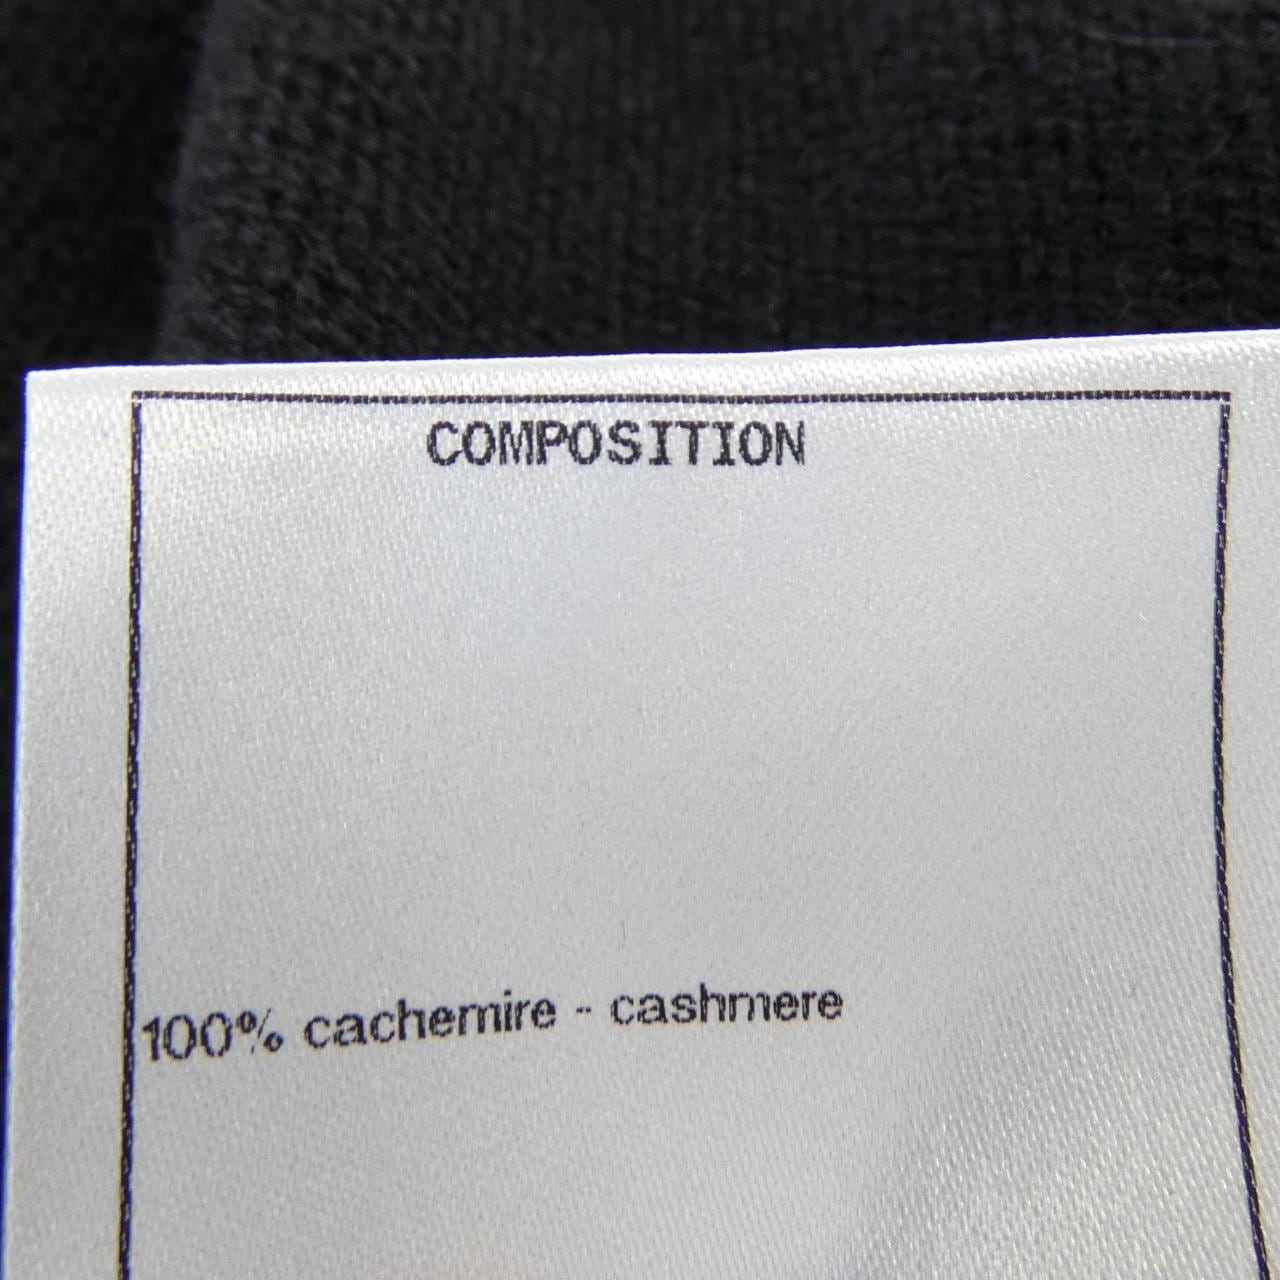 COMPOSITION
100% cachemire - cashmere